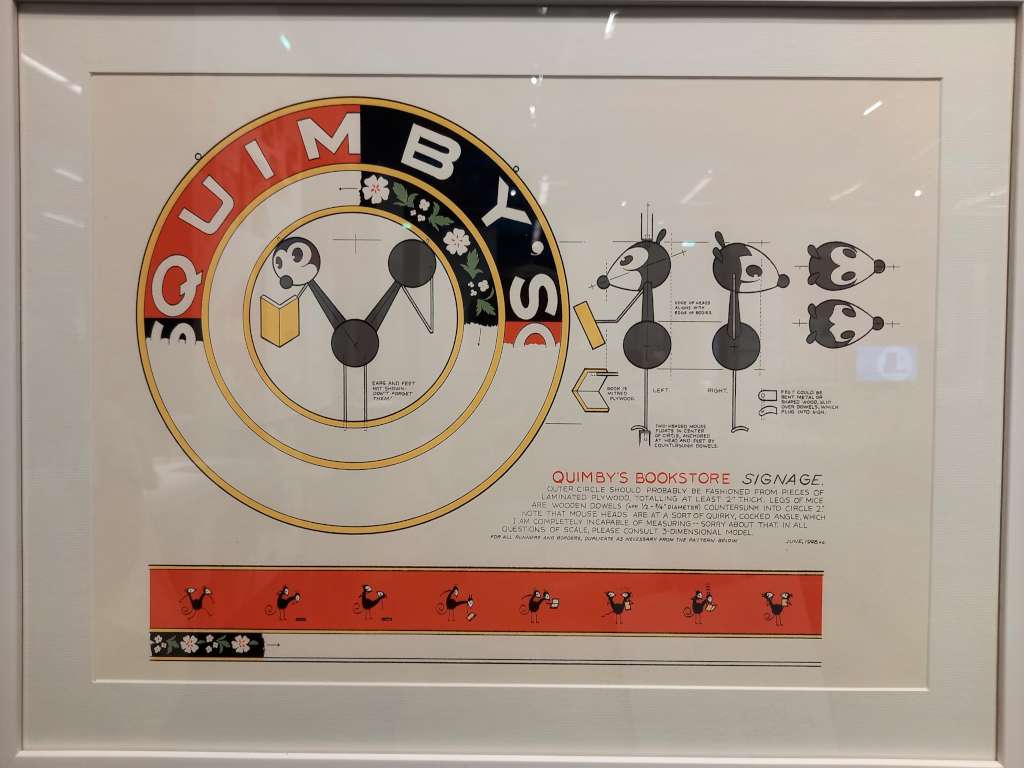 QUIMBY'S Q
S
EARS AND FEET
NOT SHOWN:
DON'T FORGET
THEM!
EDGE OF HEADS
ALIGNS WITH
EDGE OF BODIES.
BOOK IS
MITRED
PLYWOOD.
LEFT.
RIGHT.
FEET COULD BE
BENT METAL OR
SHAPED WOOD, SLIP
OVER DOWELS, WHICH
PLUG INTO SIGN.
TWO-HEADED MOUSE
FLOATS IN CENTER
OF CIRCLE, ANCHORED
AT HEAD AND FEET BY
COUNTERSUNK DOWELS.
QUIMBY'S BOOKSTORE SIGNAGE.
OUTER CIRCLE SHOULD PROBABLY BE FASHIONED FROM PIECES OF
LAMINATED PLYWOOD, TOTALLING AT LEAST 2" THICK. LEGS OF MICE
ARE WOODEN DOWELS (APP. 1/2 - 3/4" DIAMETER) COUNTERSUNK INTO CIRCLE 2".
NOTE THAT MOUSE HEADS ARE AT A SORT OF QUIRKY, COCKED ANGLE, WHICH
I AM COMPLETELY INCAPABLE OF MEASURING -- SORRY ABOUT THAT. IN ALL
QUESTIONS OF SCALE, PLEASE CONSULT 3-DIMENSIONAL MODEL.
FOR ALL RUNNERS AND BORDERS, DUPLICATE AS NECESSARY FROM THE PATTERN BELOW.
JUNE, 1998